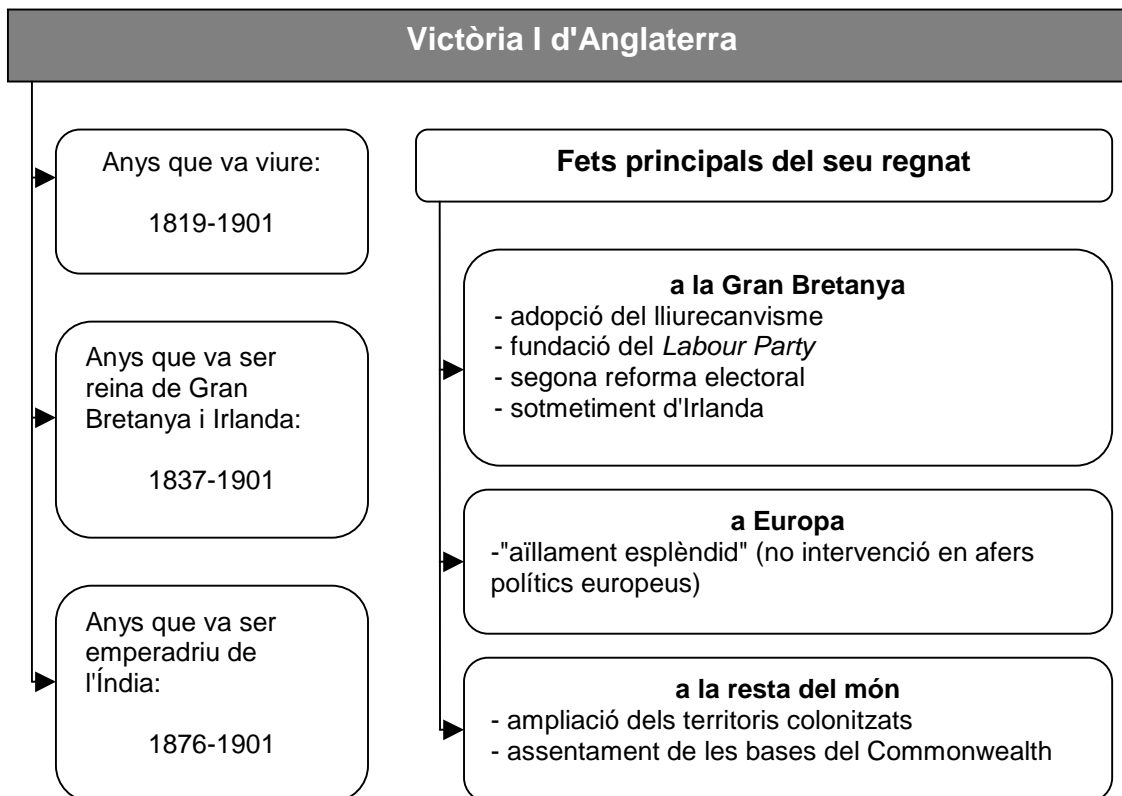 Victòria I d'Anglaterra
Anys que va viure:
1819-1901
Anys que va ser
reina de Gran
Bretanya i Irlanda:
1837-1901
Anys que va ser
emperadriu de
l'Índia:
1876-1901
Fets principals del seu regnat
a la Gran Bretanya
- adopció del lliurecanvisme
- fundació del Labour Party
- segona reforma electoral
- sotmetiment d'Irlanda
a Europa
-"aïllament esplèndid" (no intervenció en afers
polítics europeus)
a la resta del món
- ampliació dels territoris colonitzats
- assentament de les bases del Commonwealth